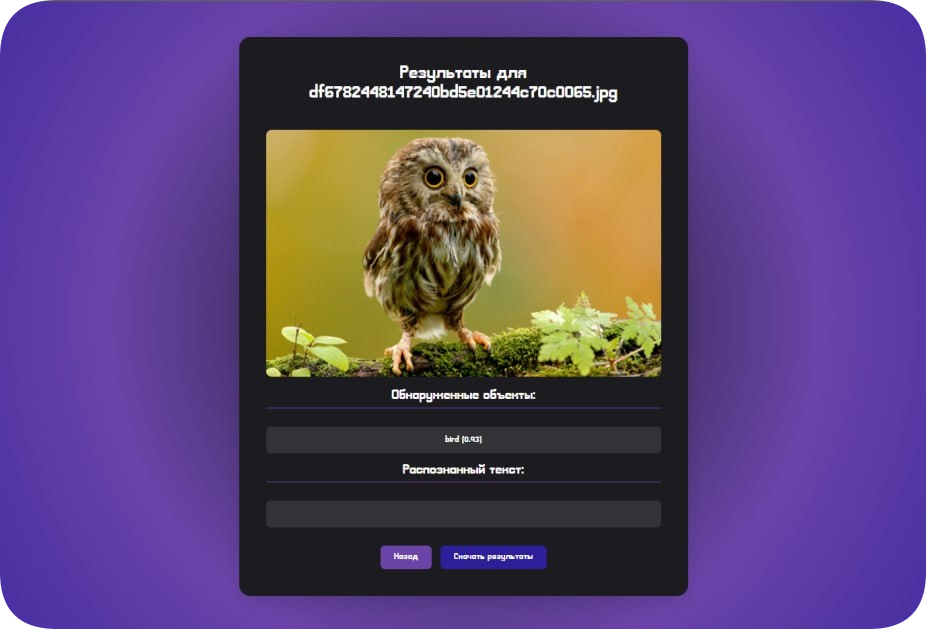 Результаты для
df6782448147240bd5e01244c70c0065.jpg
Обнаруженные объекты:
bird (0.93)
Распознанный текст:
Назад
Скачать результаты